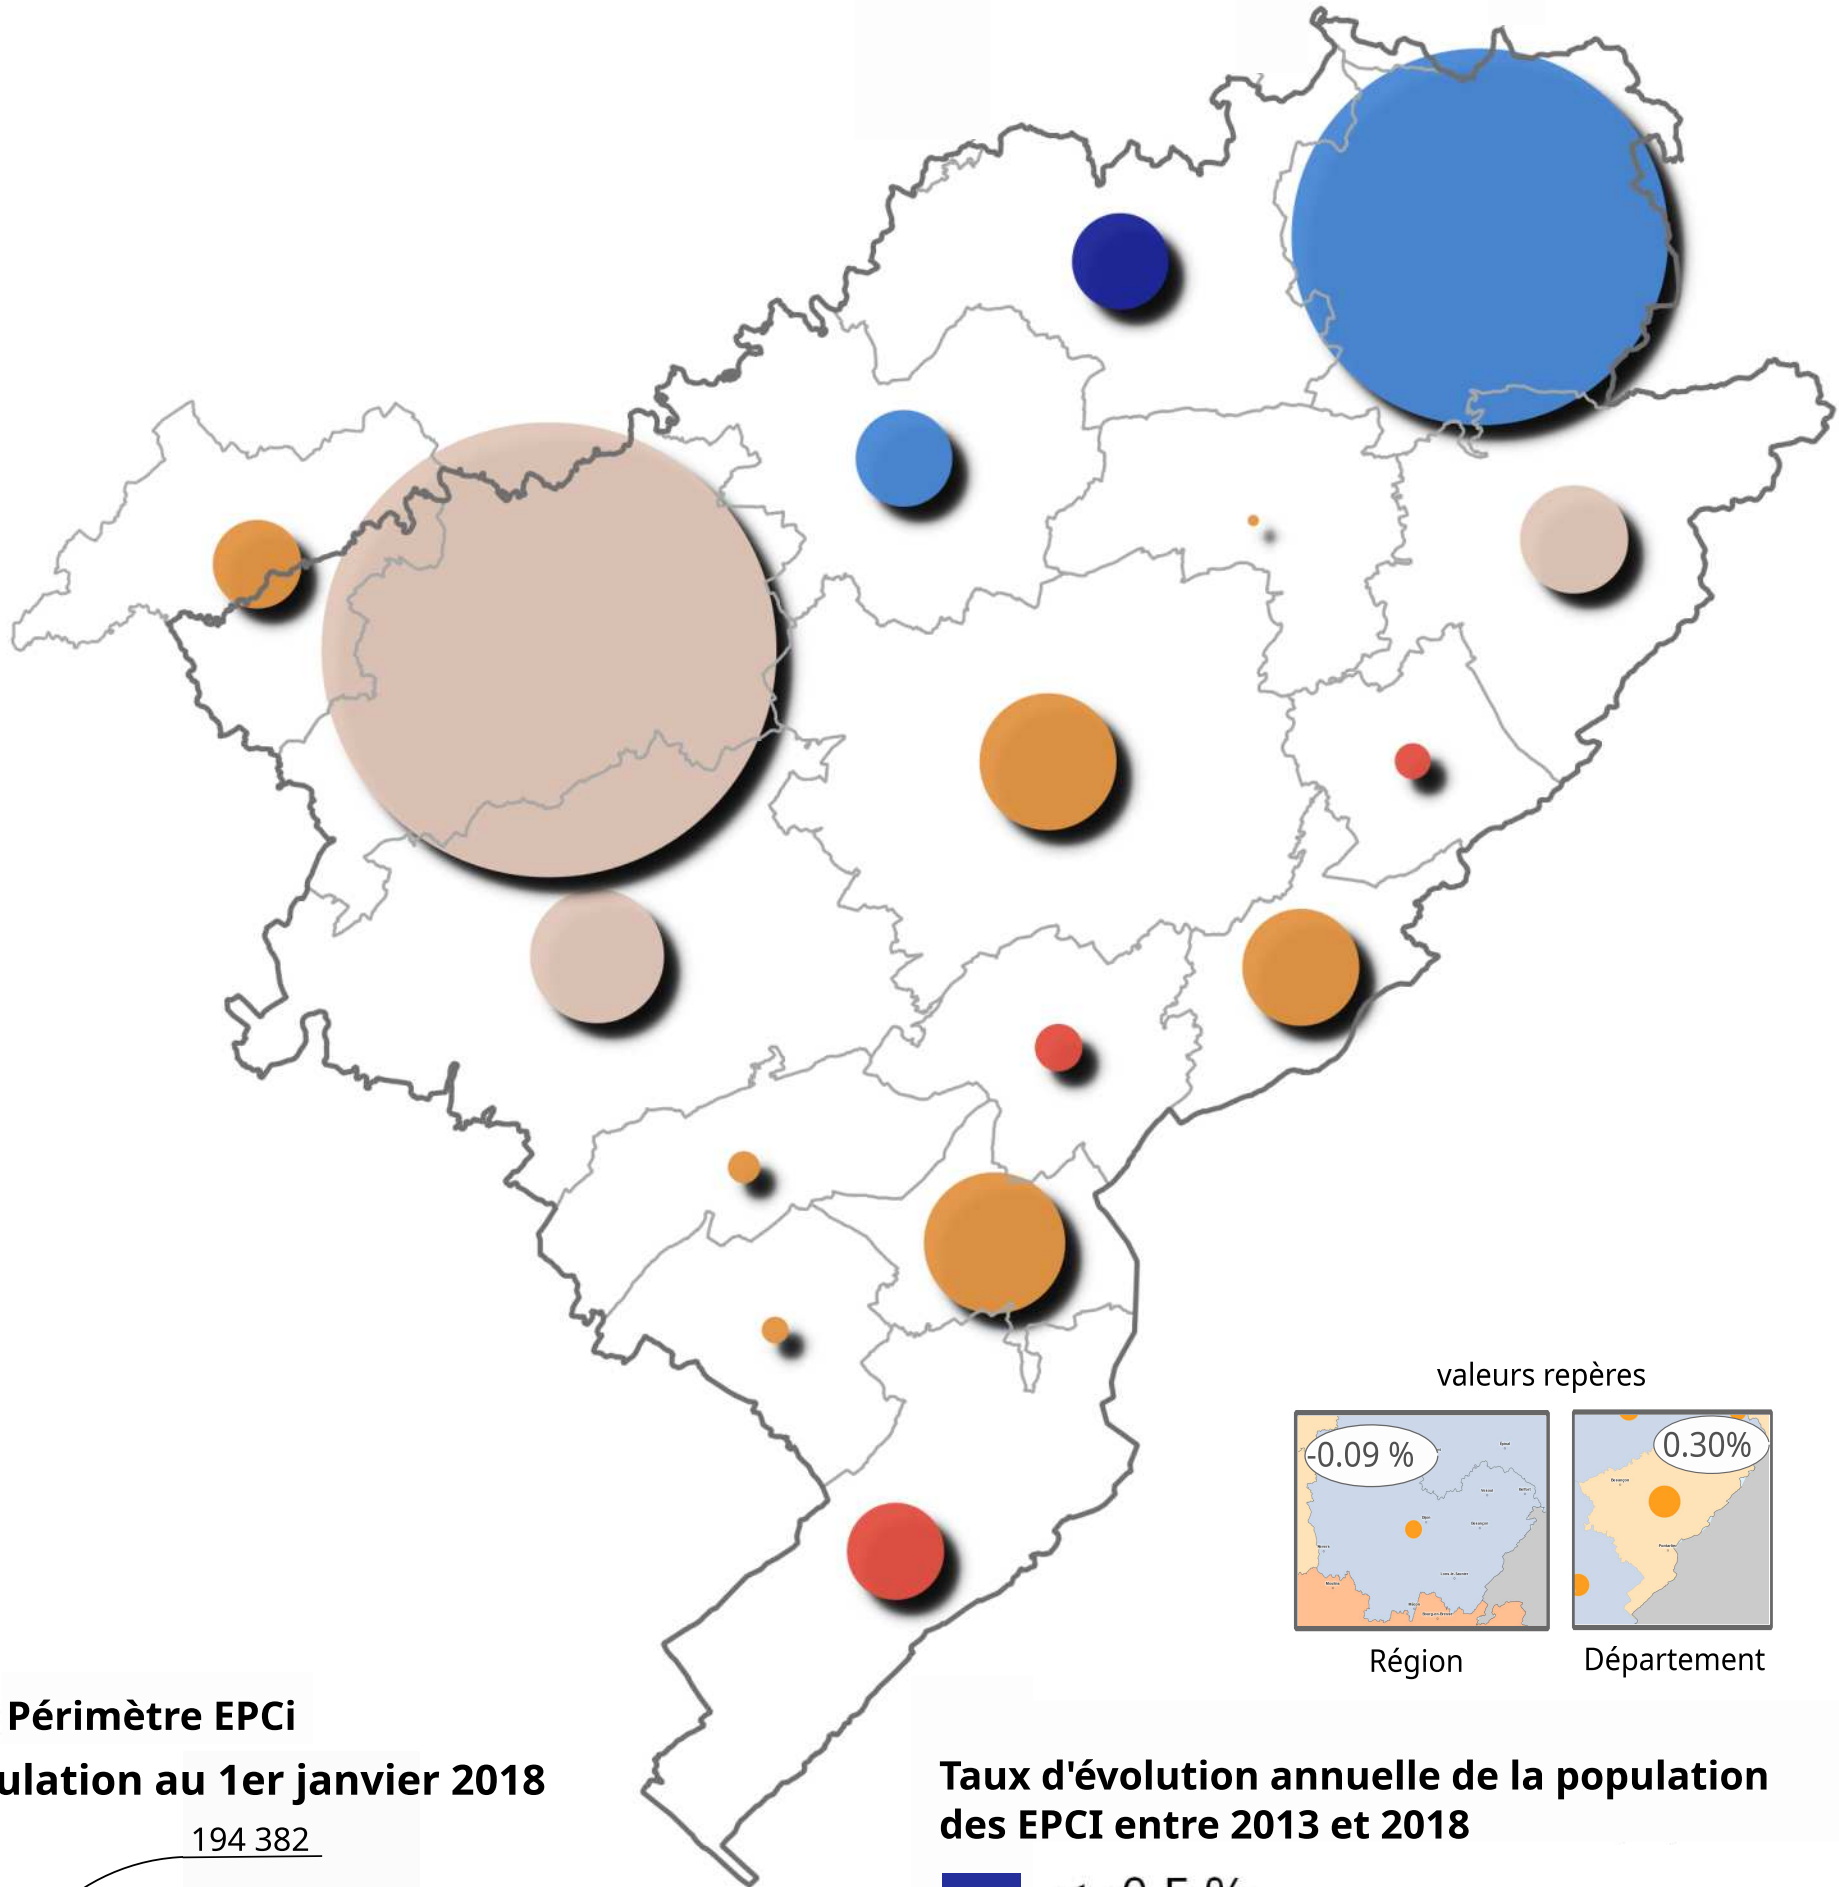 valeurs repères
-0.09 %
0.30%
Région
Département
Périmètre EPCi
ulation au 1er janvier 2018
194 382
Taux d'évolution annuelle de la population
des EPCI entre 2013 et 2018